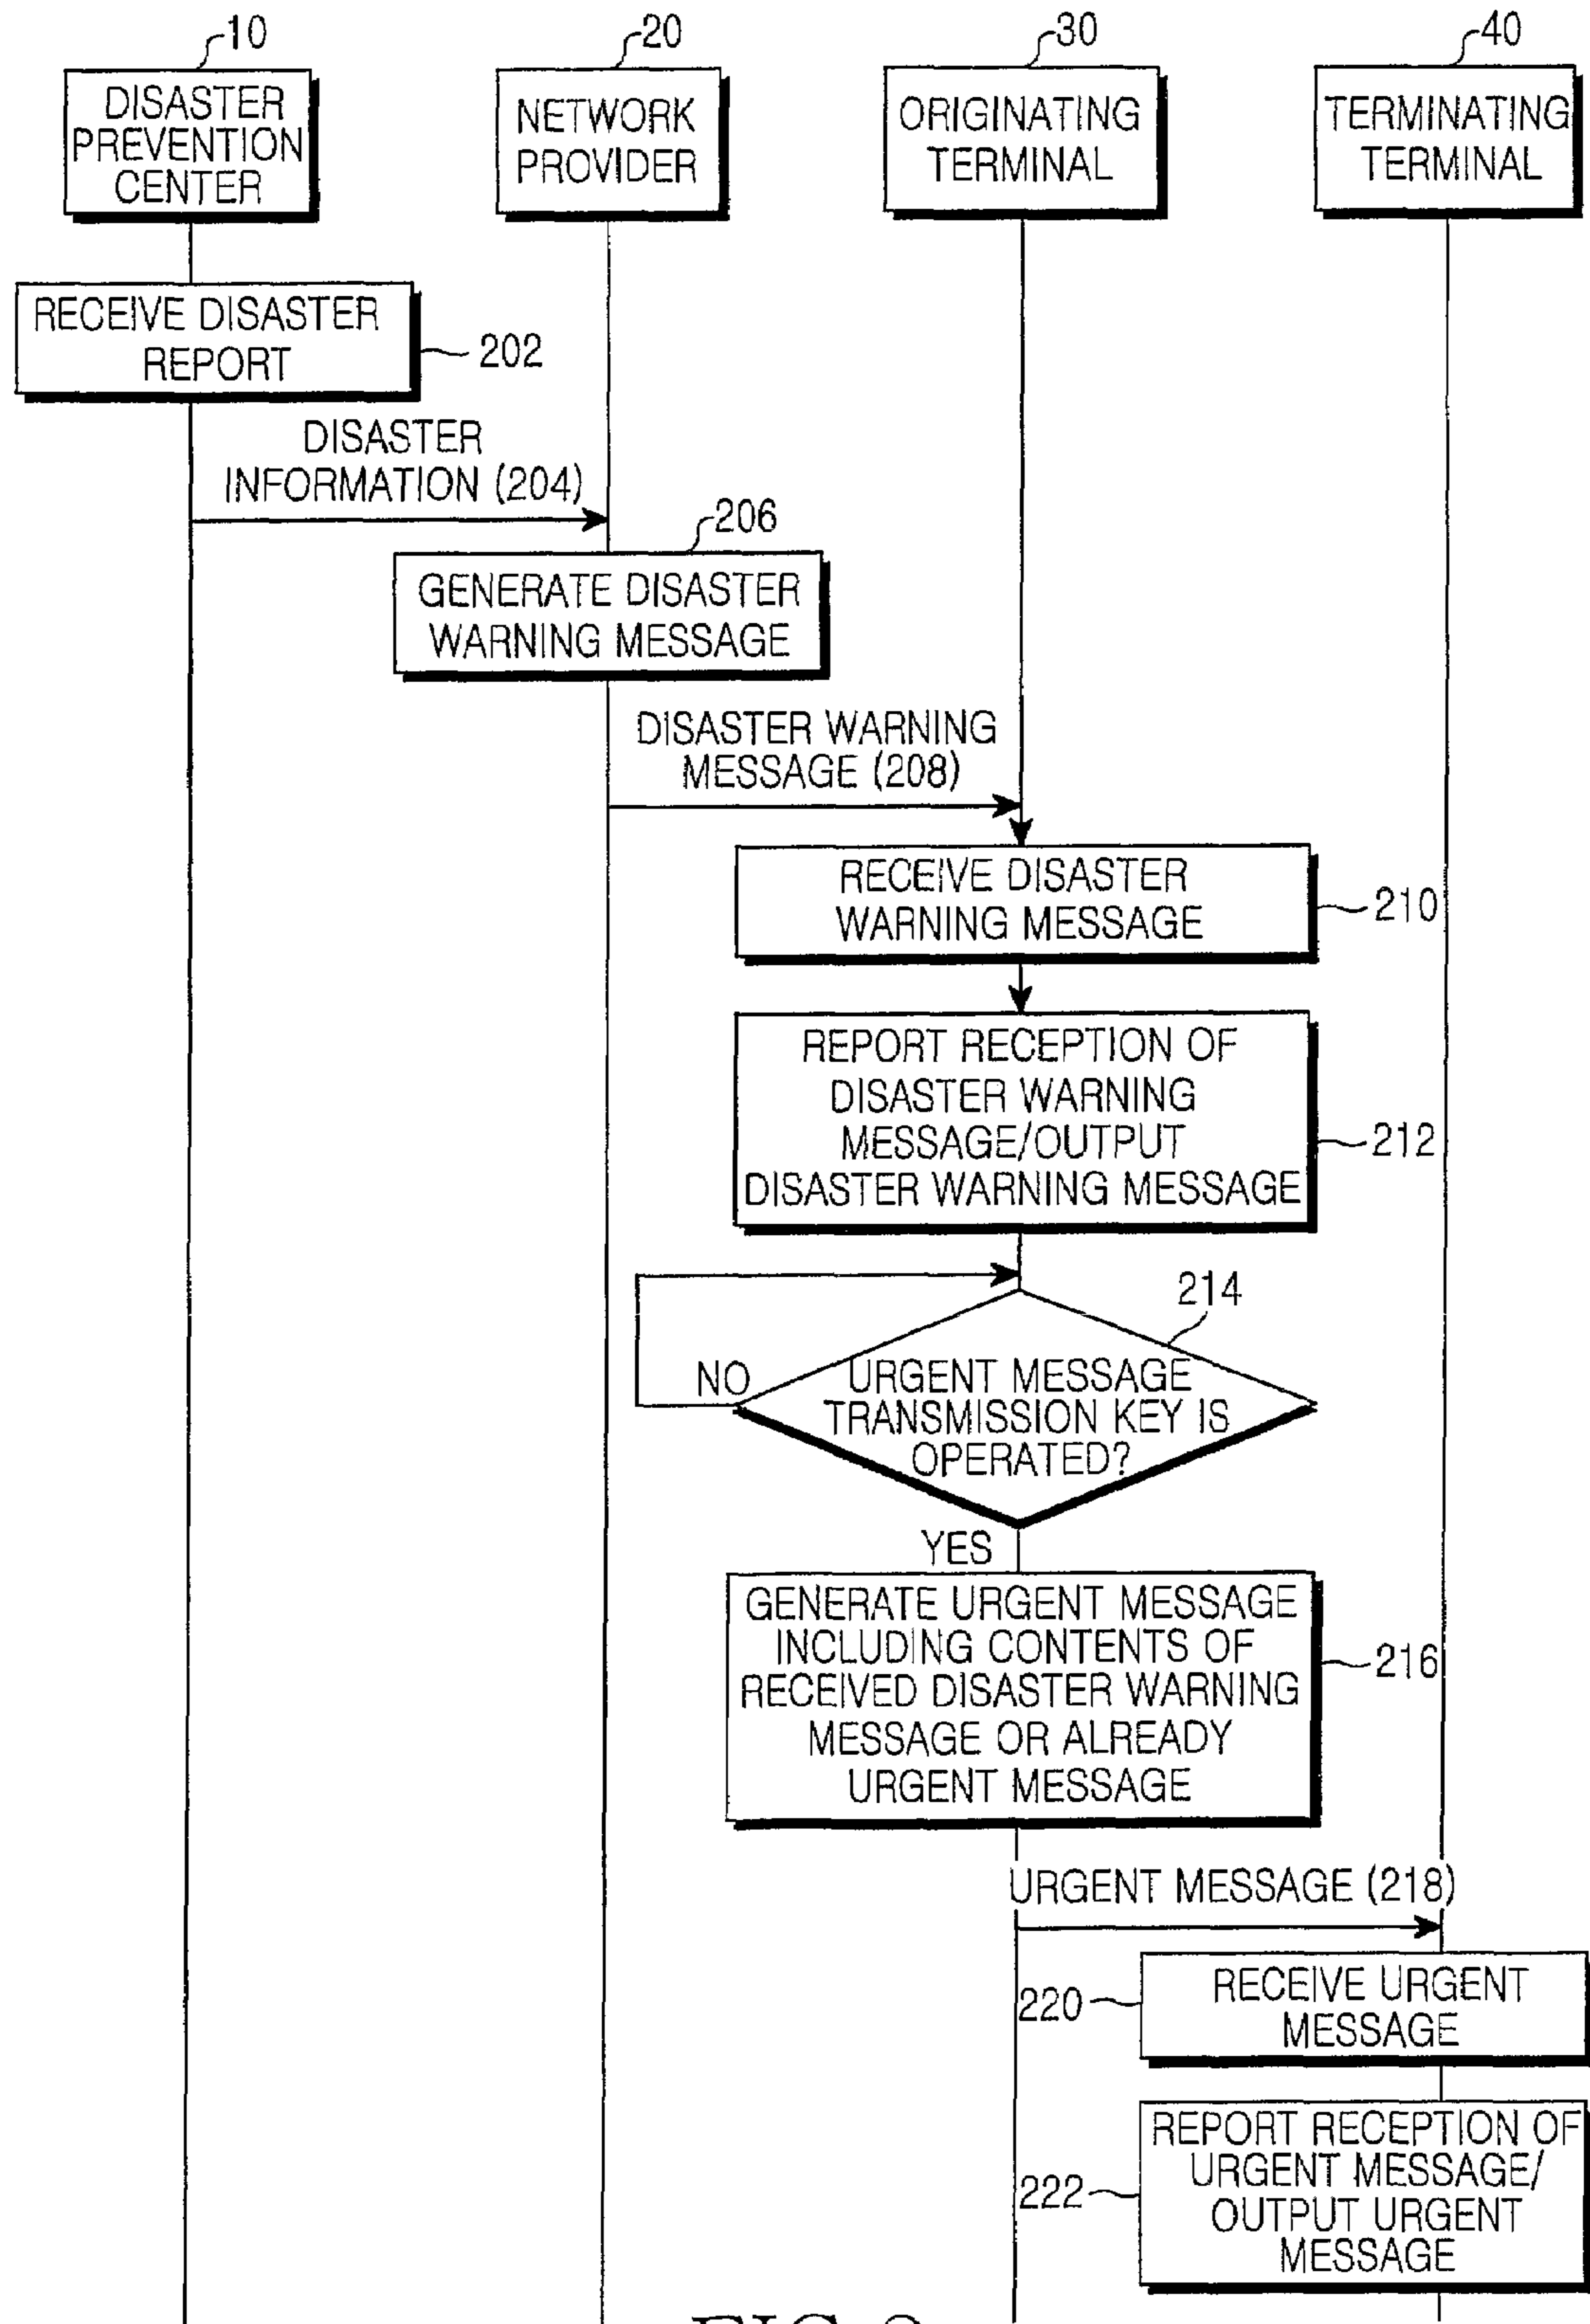 10
20
30
40
DISASTER
PREVENTION
CENTER
NETWORK
PROVIDER
ORIGINATING
TERMINAL
TERMINATING
TERMINAL
RECEIVE DISASTER
REPORT
202
DISASTER
INFORMATION (204)
206
GENERATE DISASTER
WARNING MESSAGE
DISASTER WARNING
MESSAGE (208)
RECEIVE DISASTER
WARNING MESSAGE
210
REPORT RECEPTION OF
DISASTER WARNING
MESSAGE/OUTPUT
DISASTER WARNING MESSAGE
212
214
NO
URGENT MESSAGE
TRANSMISSION KEY IS
OPERATED?
YES
GENERATE URGENT MESSAGE
INCLUDING CONTENTS OF
RECEIVED DISASTER WARNING
MESSAGE OR ALREADY
URGENT MESSAGE
216
URGENT MESSAGE (218)
RECEIVE URGENT
MESSAGE
220
REPORT RECEPTION OF
URGENT MESSAGE/
OUTPUT URGENT
MESSAGE
222